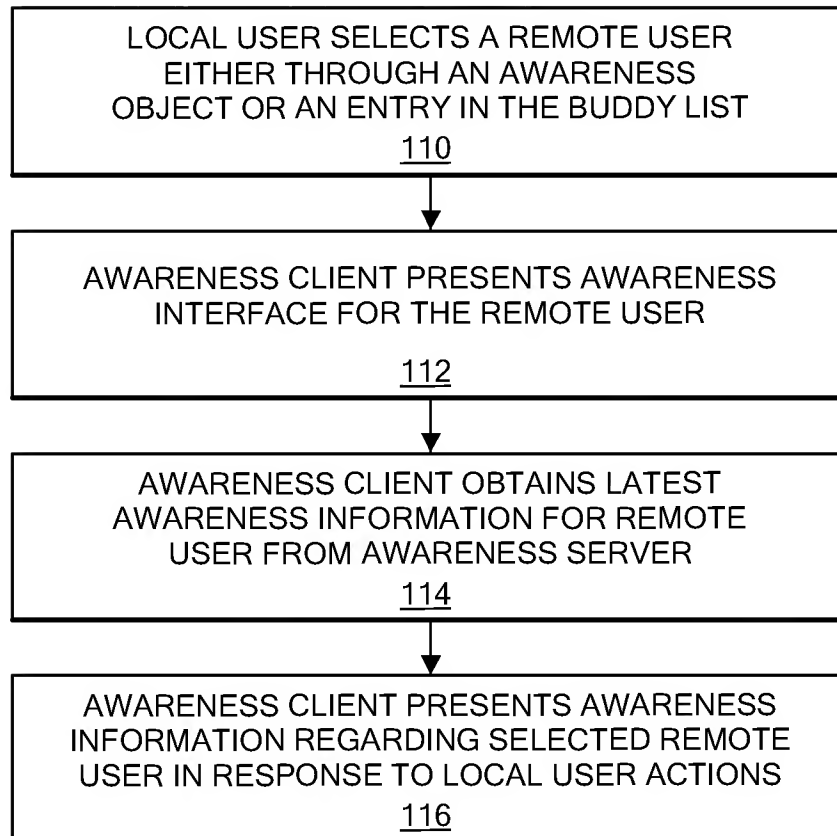 LOCAL USER SELECTS A REMOTE USER
EITHER THROUGH AN AWARENESS
OBJECT OR AN ENTRY IN THE BUDDY LIST
110
AWARENESS CLIENT PRESENTS AWARENESS
INTERFACE FOR THE REMOTE USER
112
AWARENESS CLIENT OBTAINS LATEST
AWARENESS INFORMATION FOR REMOTE
USER FROM AWARENESS SERVER
114
AWARENESS CLIENT PRESENTS AWARENESS
INFORMATION REGARDING SELECTED REMOTE
USER IN RESPONSE TO LOCAL USER ACTIONS
116